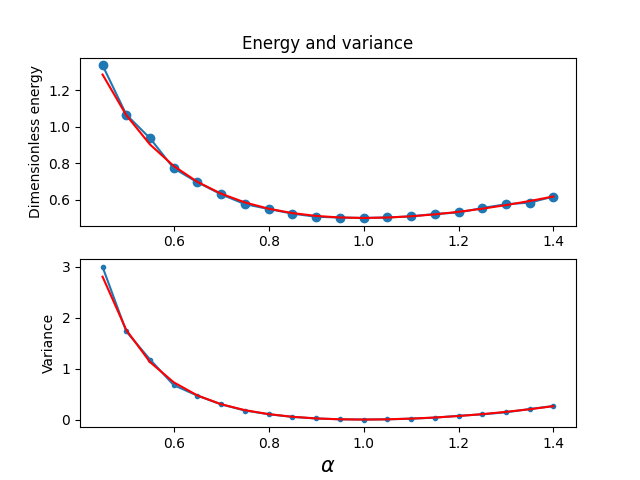 Energy and variance
Dimensionless energy
1.2
1.0
0.8
0.6
0.6 0.8 1.0 1.2 1.4
Variance
3
2
1
0
0.6 0.8 1.0 1.2 1.4
α